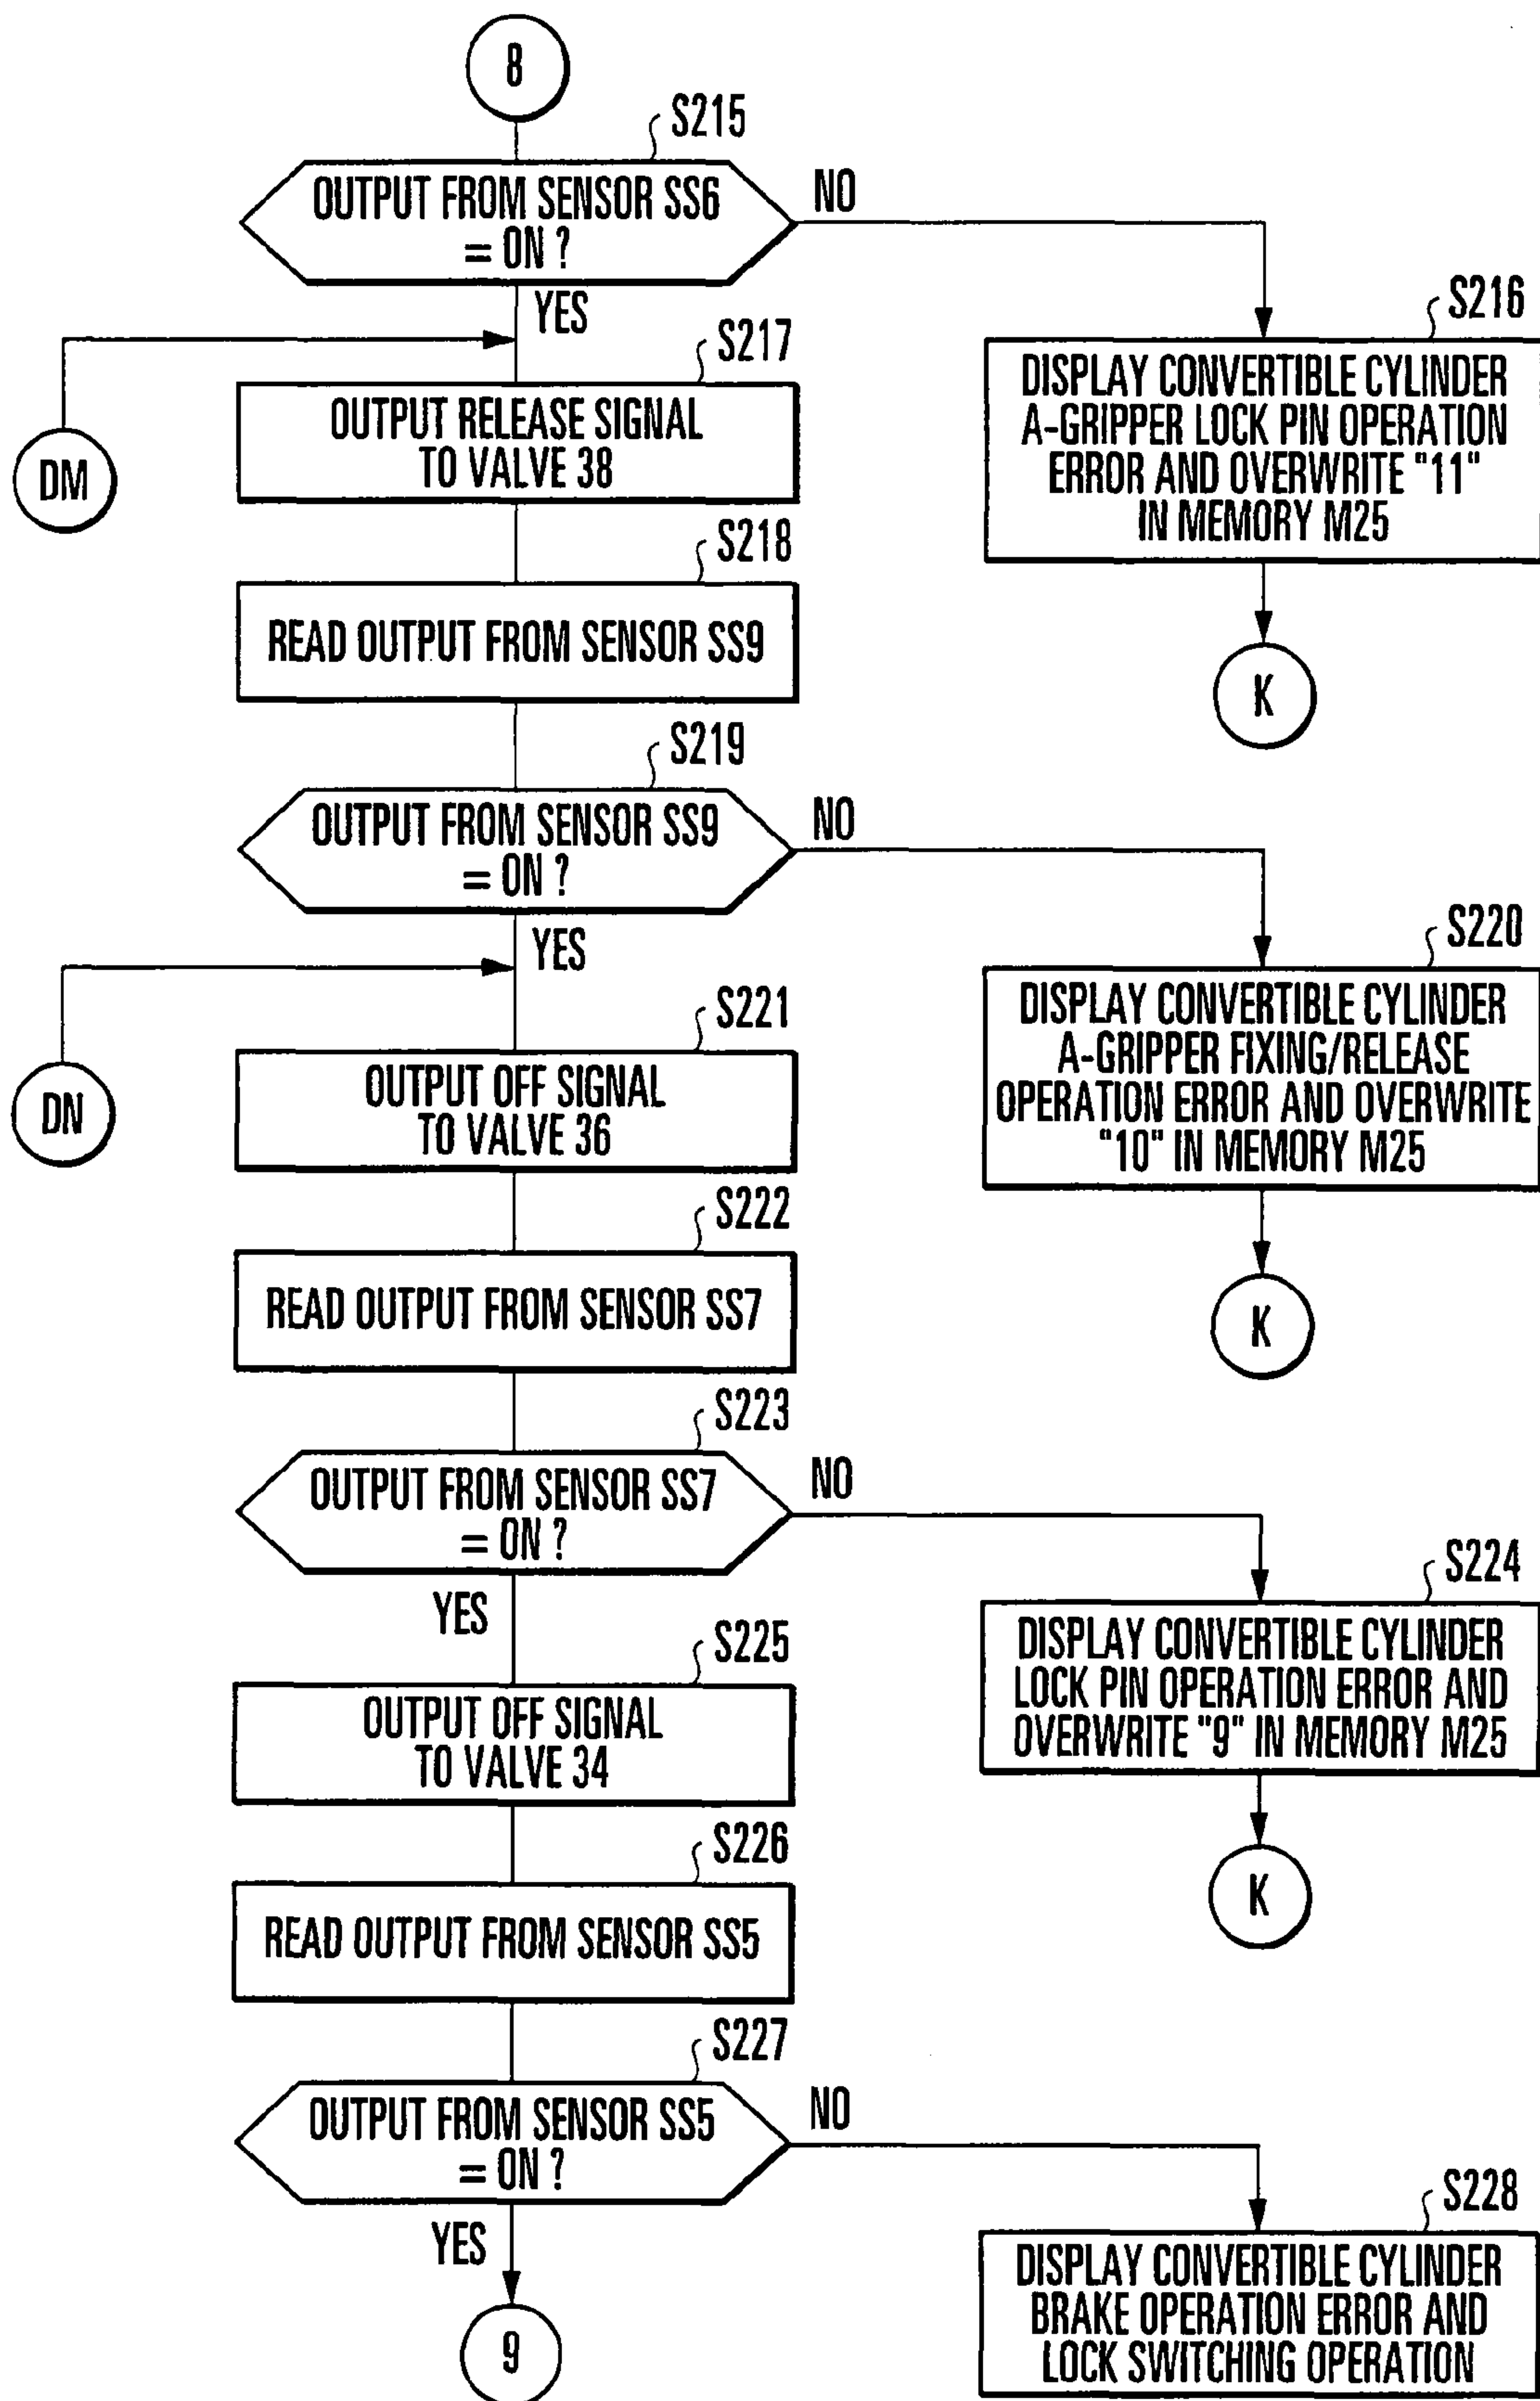 8
S215
OUTPUT FROM SENSOR SS6
= ON ?
NO
YES
S216
DISPLAY CONVERTIBLE CYLINDER
A-GRIPPER LOCK PIN OPERATION
ERROR AND OVERWRITE "11"
IN MEMORY M25
K
DM
S217
OUTPUT RELEASE SIGNAL
TO VALVE 38
S218
READ OUTPUT FROM SENSOR SS9
S219
OUTPUT FROM SENSOR SS9
= ON ?
NO
YES
S220
DISPLAY CONVERTIBLE CYLINDER
A-GRIPPER FIXING/RELEASE
OPERATION ERROR AND OVERWRITE
"10" IN MEMORY M25
K
DN
S221
OUTPUT OFF SIGNAL
TO VALVE 36
S222
READ OUTPUT FROM SENSOR SS7
S223
OUTPUT FROM SENSOR SS7
= ON ?
NO
YES
S224
DISPLAY CONVERTIBLE CYLINDER
LOCK PIN OPERATION ERROR AND
OVERWRITE "9" IN MEMORY M25
K
S225
OUTPUT OFF SIGNAL
TO VALVE 34
S226
READ OUTPUT FROM SENSOR SS5
S227
OUTPUT FROM SENSOR SS5
= ON ?
NO
YES
S228
DISPLAY CONVERTIBLE CYLINDER
BRAKE OPERATION ERROR AND
LOCK SWITCHING OPERATION
9